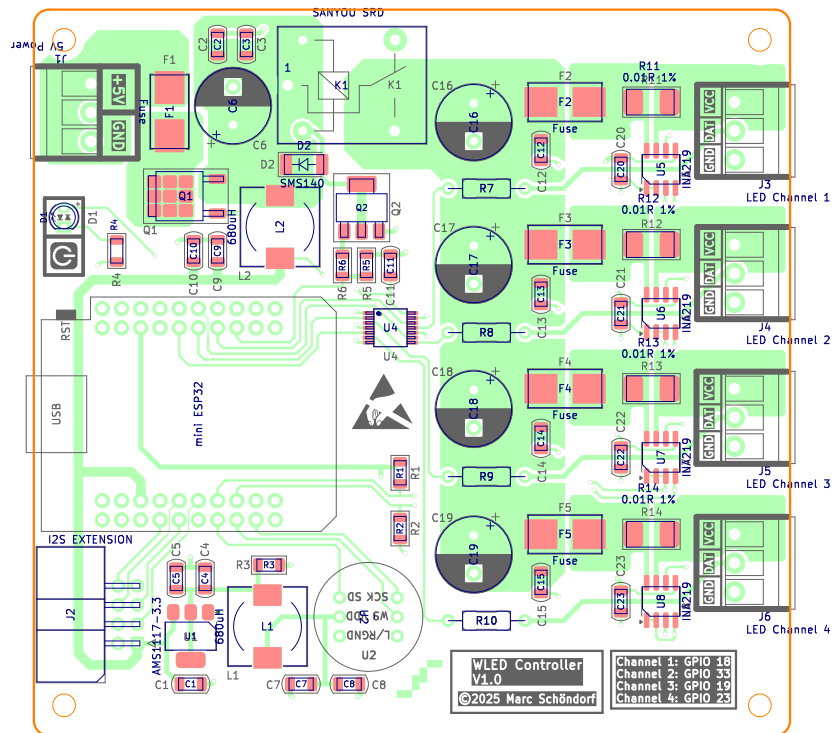 SANYOU SRD
5V Power
J1
+5V
GND
F1
F1
Fuse
C2
C3
C6
C6
1
K1
K1
D2
D2
SMS140
C16
C16
F2
F2
Fuse
R11
0.01R 1%
R11
C12
C12
C20
C20
U5
INA219
VCC
DAT
GND
J3
LED Channel 1
R7
Q1
Q1
680uH
L2
L2
Q2
Q2
D1
D1
R4
R4
C10
C10
C9
C9
R6
R6
R5
R5
C11
C11
C17
C17
F3
F3
Fuse
R12
0.01R 1%
R12
C13
C13
C21
C21
U6
INA219
VCC
DAT
GND
J4
LED Channel 2
R8
U4
U4
RST
USB
mini ESP32
C18
C18
F4
F4
Fuse
R13
0.01R 1%
R13
C14
C14
C22
C22
U7
INA219
VCC
DAT
GND
J5
LED Channel 3
R9
R1
R1
R2
R2
C19
C19
F5
F5
Fuse
R14
0.01R 1%
R14
C15
C15
C23
C23
U8
INA219
VCC
DAT
GND
J6
LED Channel 4
R10
I2S EXTENSION
J2
C5
C5
C4
C4
R3
R3
AMS1117-3.3
U1
680uH
L1
L1
SCK SD
WS VDD
L/RGND
U2
C1
C1
C7
C7
C8
C8
WLED Controller
V1.0
©2025 Marc Schöndorf
Channel 1: GPIO 18
Channel 2: GPIO 33
Channel 3: GPIO 19
Channel 4: GPIO 23